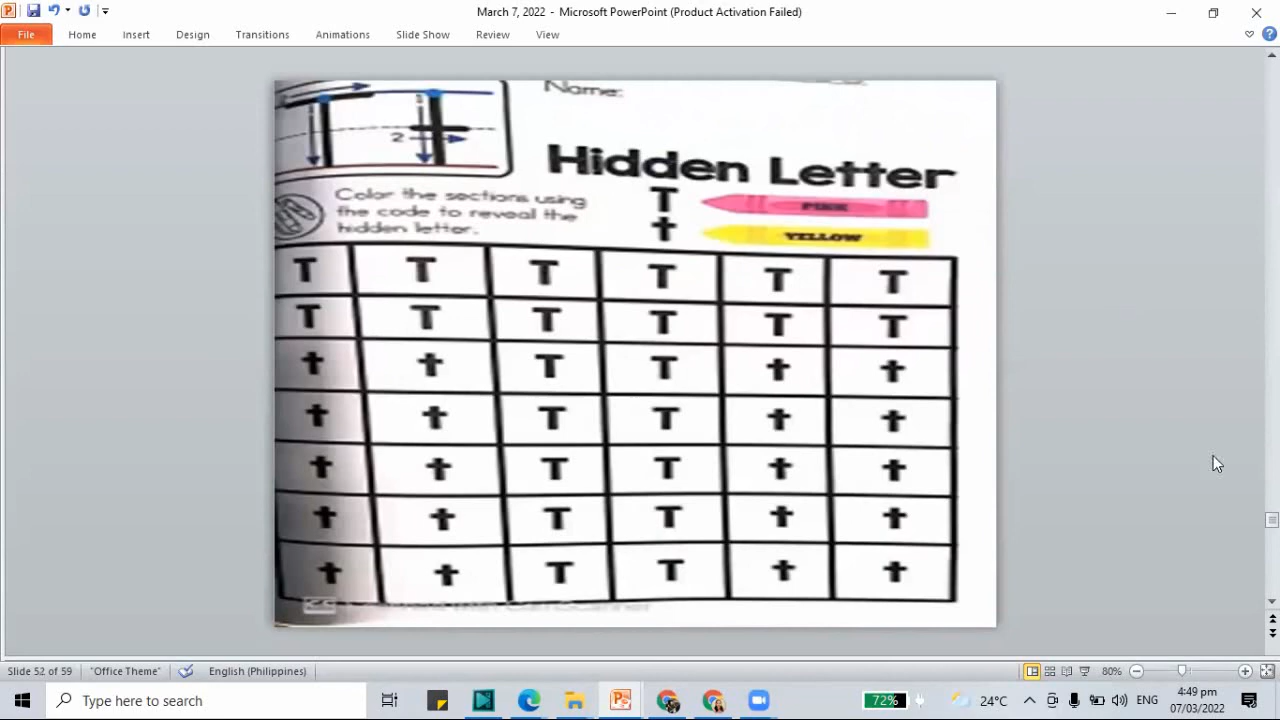 March 7, 2022 - Microsoft PowerPoint (Product Activation Failed)
File Home Insert Design Transitions Animations Slide Show Review View
Name:
1 2
Hidden Letter
Color the sections using
the code to reveal the
hidden letter.
T PINK
t YELLOW
T T T T T T
T T T T T T
t t T T t t
t t T T t t
t t T T t t
t t T T t t
t t T T t t
Slide 52 of 59 "Office Theme" English (Philippines) 80%
Type here to search 72% 24°C ENG 4:49 pm
07/03/2022